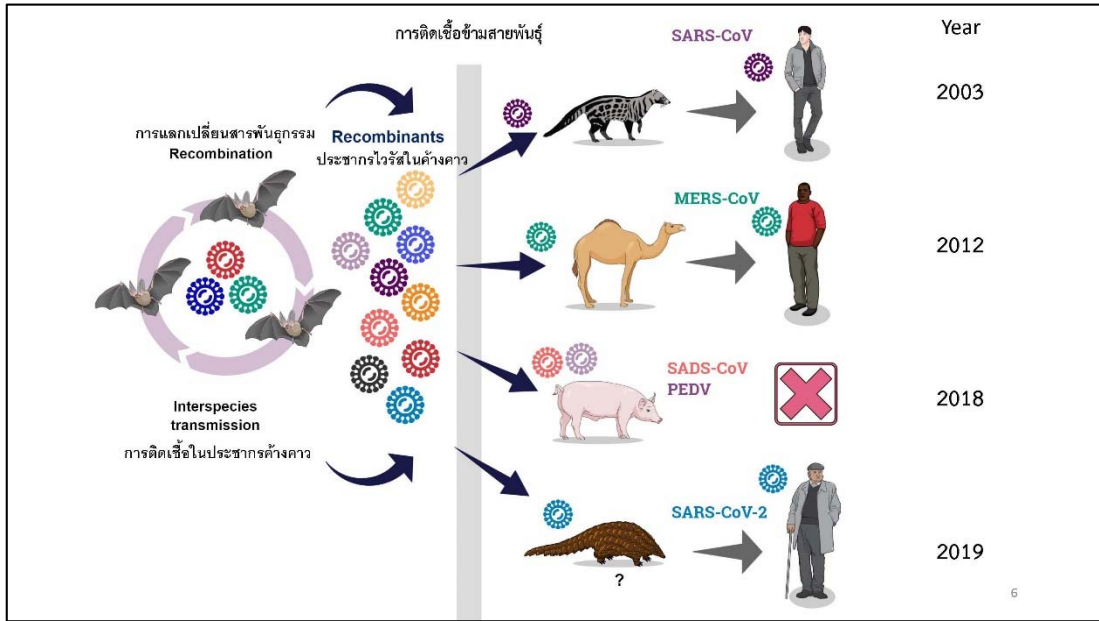 การติดเชื้อข้ามสายพันธุ์
การแลกเปลี่ยนสารพันธุกรรม
Recombination
Recombinants
ประชากรไวรัสในค้างคาว
Interspecies
transmission
การติดเชื้อในประชากรค้างคาว
SARS-CoV
MERS-CoV
SADS-CoV
PEDV
SARS-CoV-2
?
Year
2003
2012
2018
2019
6